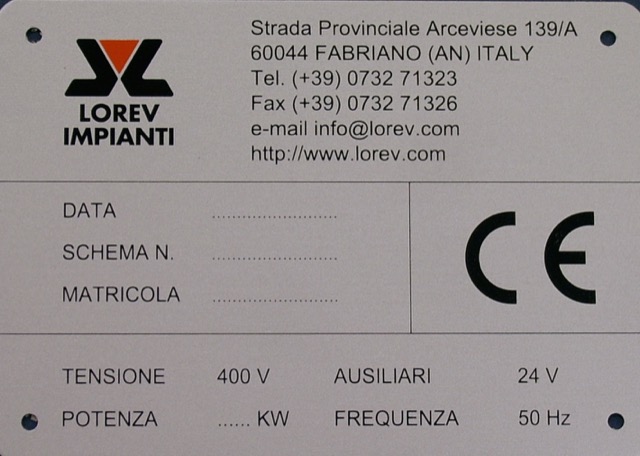 LOREV
IMPIANTI
Strada Provinciale Arceviese 139/A
60044 FABRIANO (AN) ITALY
Tel. (+39) 0732 71323
Fax (+39) 0732 71326
e-mail info@lorev.com
http://www.lorev.com
DATA ..............................
SCHEMA N. ..............................
MATRICOLA ..............................
CE
TENSIONE 400 V AUSILIARI 24 V
POTENZA ...... KW FREQUENZA 50 Hz